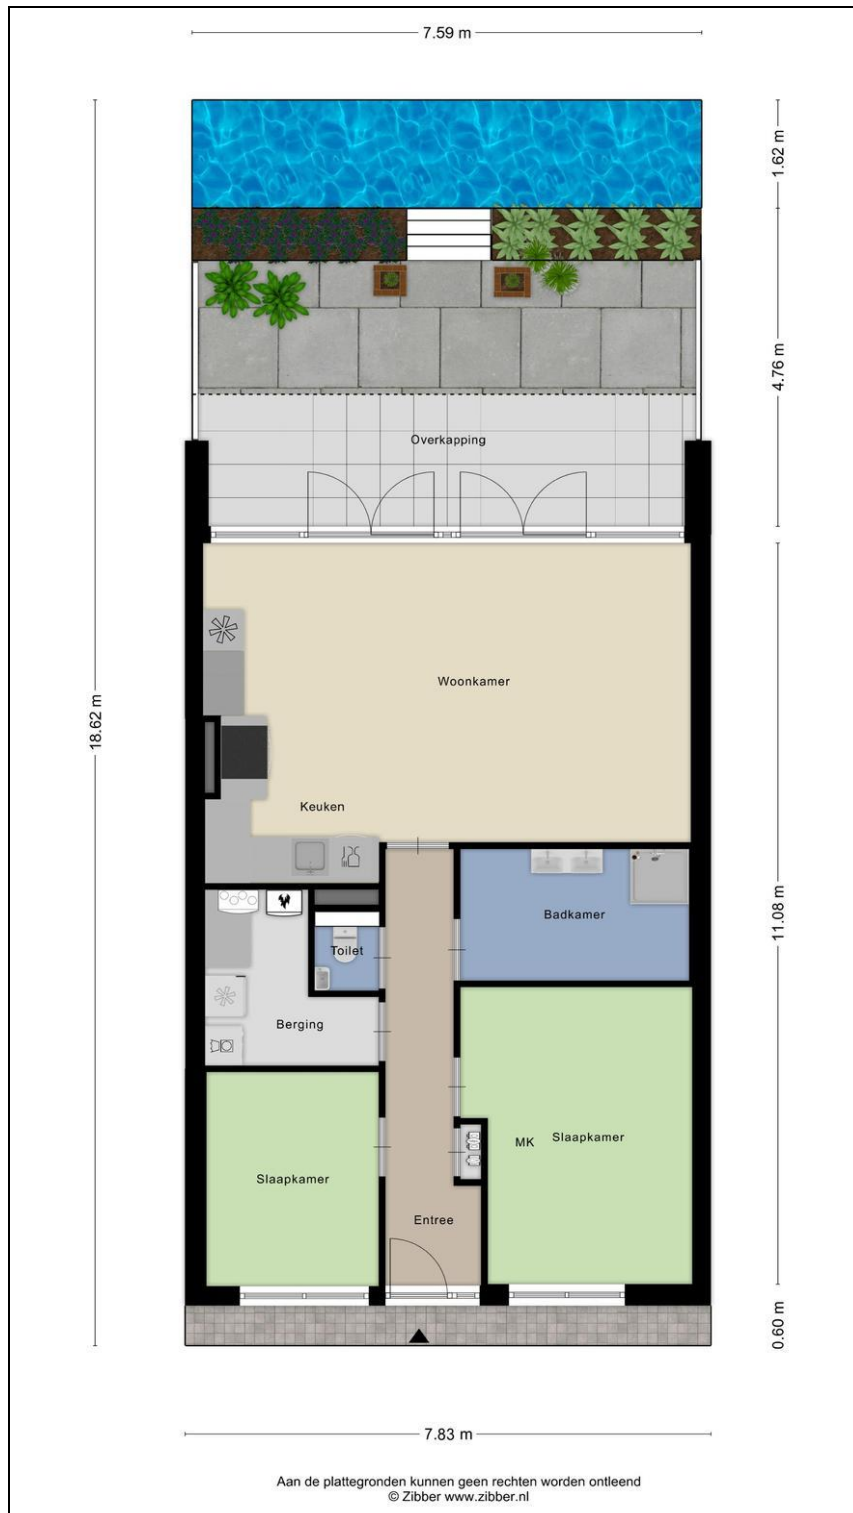 7.59 m
1.62 m
4.76 m
Overkapping
18.62 m
Woonkamer
Keuken
11.08 m
Badkamer
Toilet
Berging
MK
Slaapkamer
Slaapkamer
Entree
0.60 m
7.83 m
Aan de plattegronden kunnen geen rechten worden ontleend
© Zibber www.zibber.nl